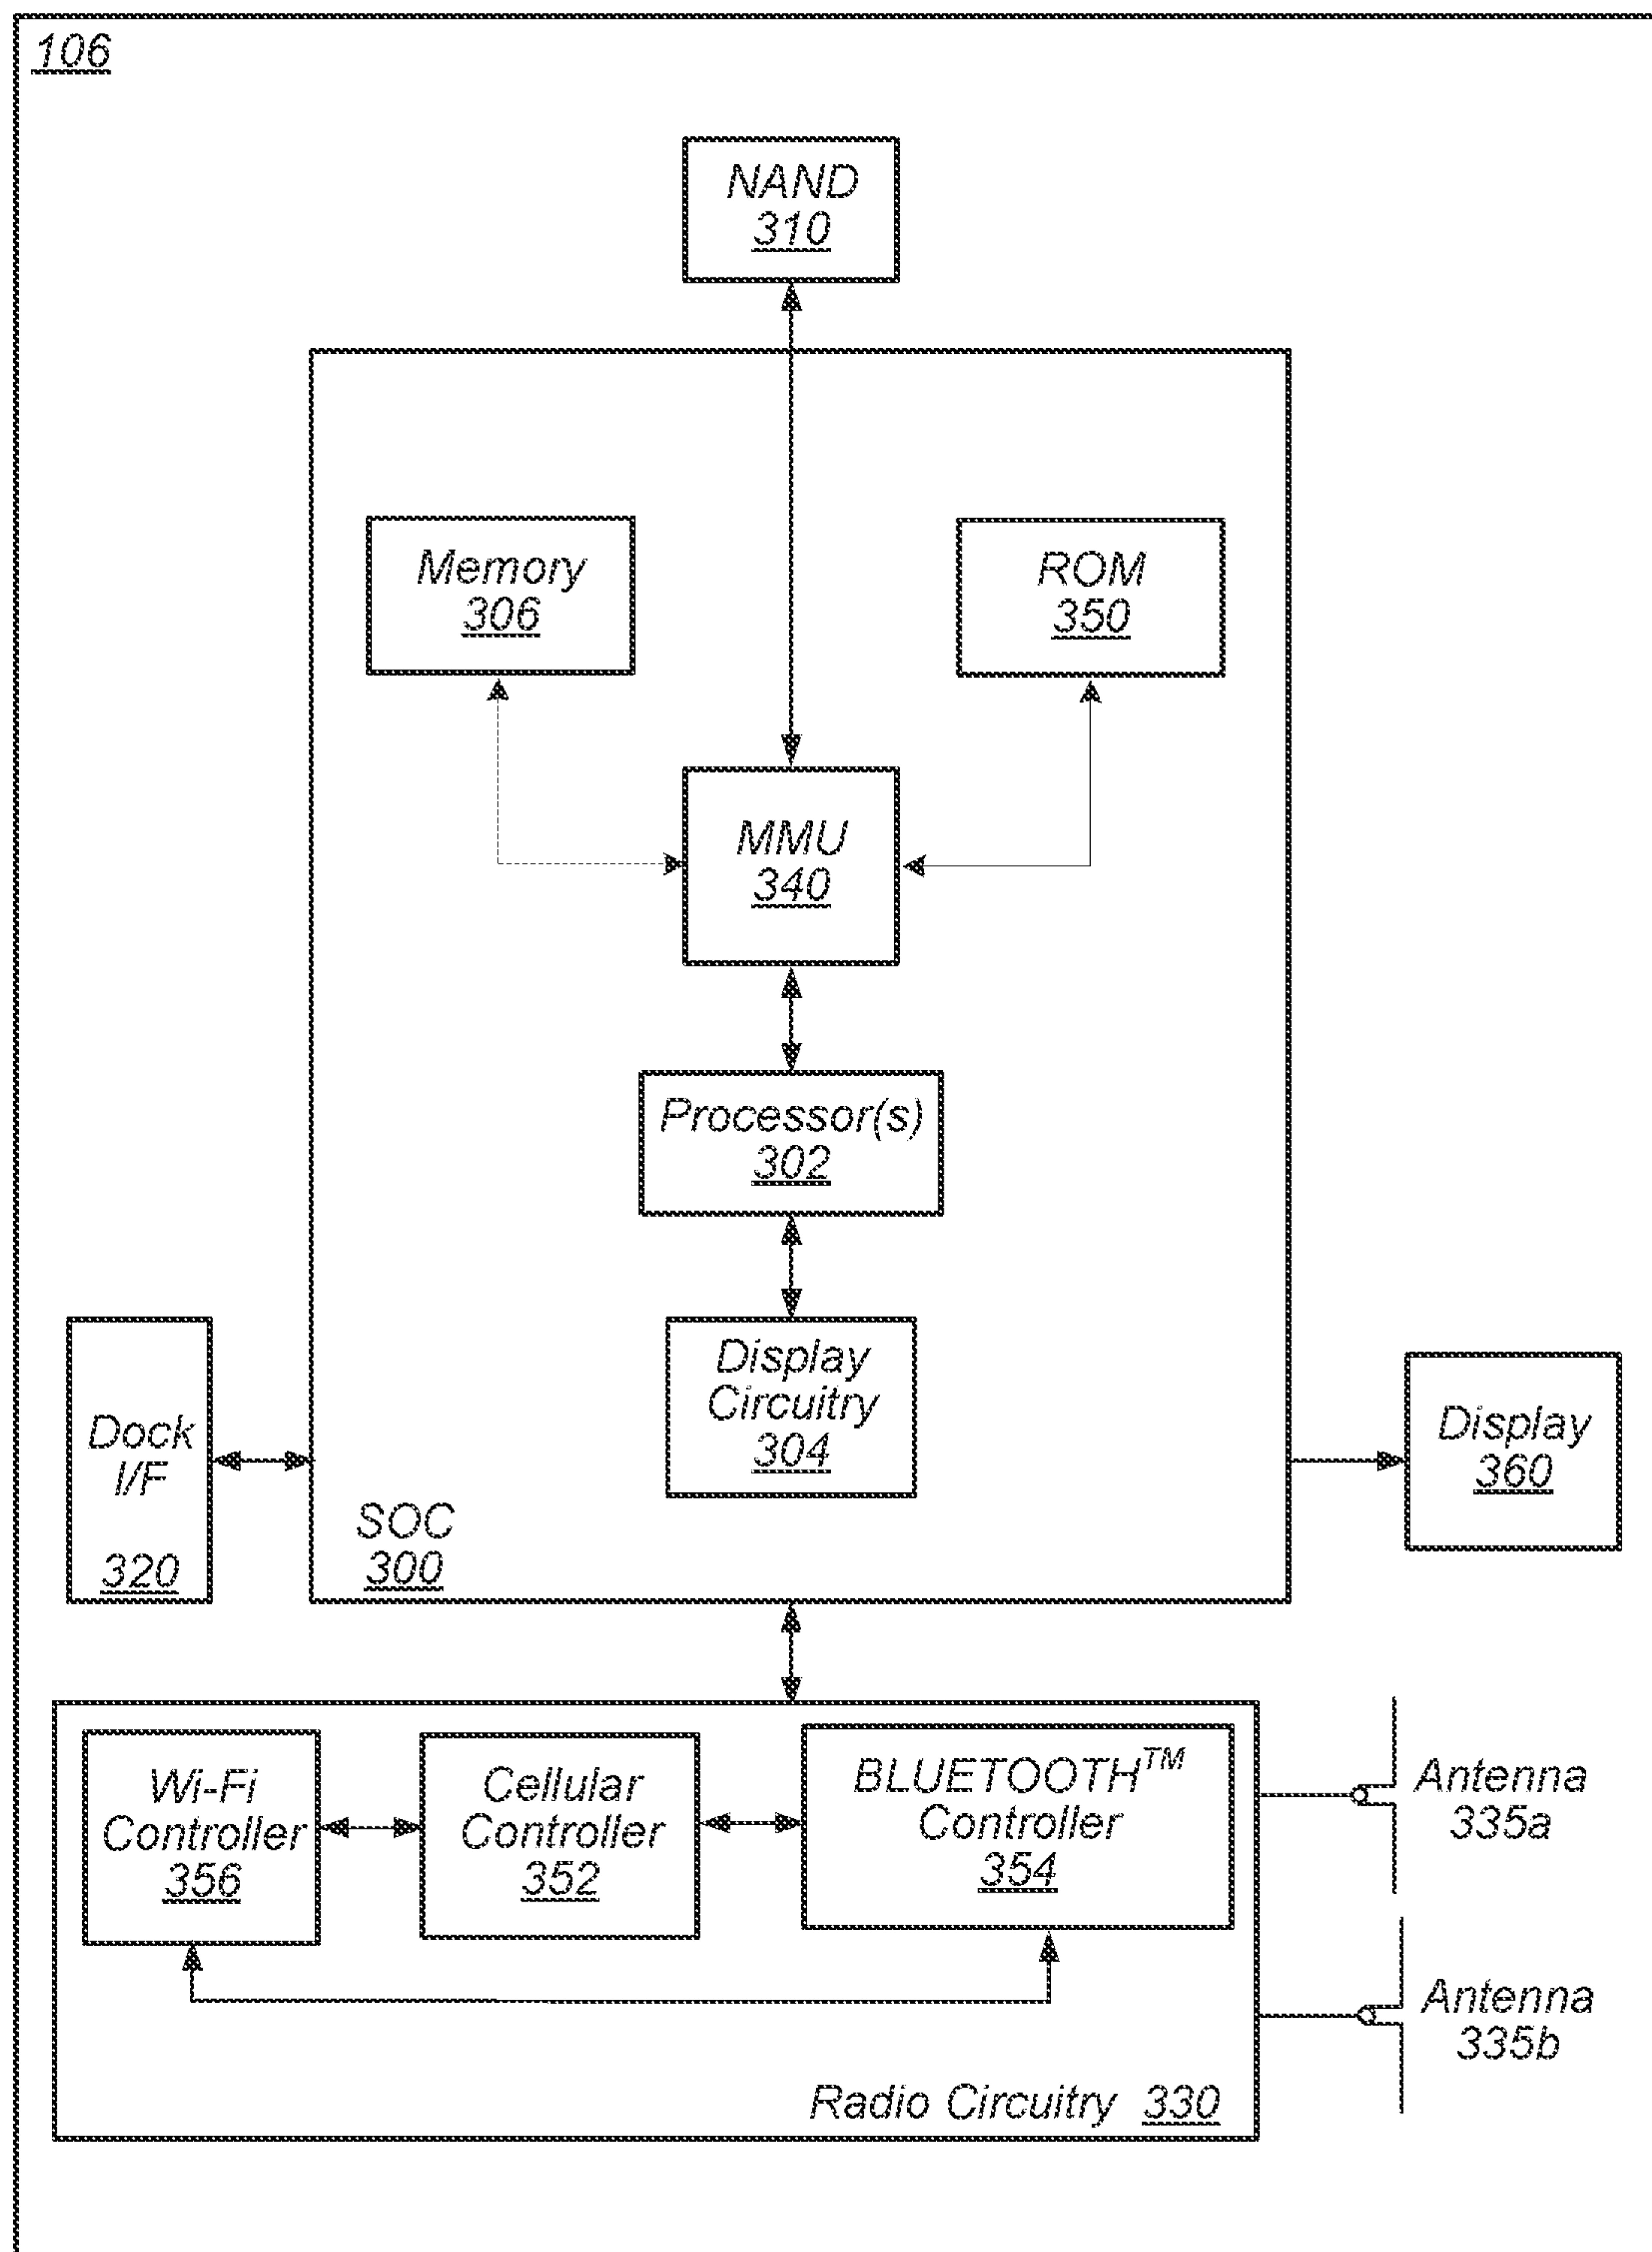 106
NAND
310
Memory
306
ROM
350
MMU
340
Processor(s)
302
Display
Circuitry
304
Dock
I/F
320
SOC
300
Display
360
Wi-Fi
Controller
356
Cellular
Controller
352
BLUETOOTH™
Controller
354
Antenna
335a
Antenna
335b
Radio Circuitry 330